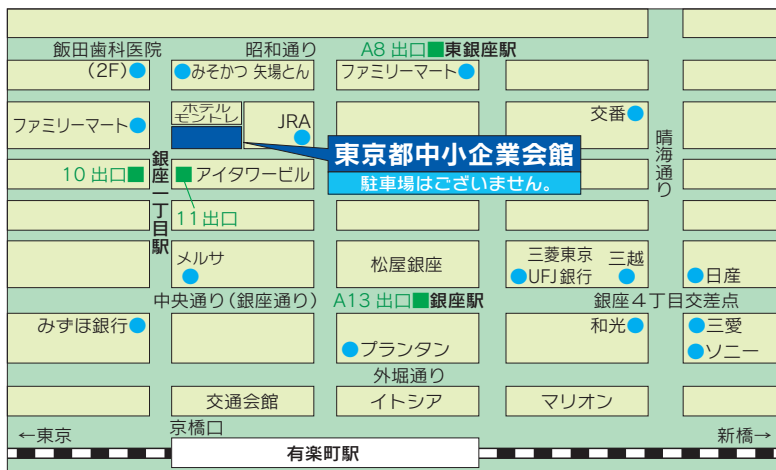 飯田歯科医院
(2F)
昭和通り
A8 出口
東銀座駅
みそかつ 矢場とん
ファミリーマート
ファミリーマート
ホテル
モントレ
JRA
交番
東京都中小企業会館
駐車場はございません。
晴海通り
10 出口
銀座一丁目駅
アイタワービル
11 出口
メルサ
松屋銀座
三菱東京
UFJ 銀行
三越
日産
中央通り(銀座通り)
A13 出口
銀座駅
銀座4丁目交差点
みずほ銀行
プランタン
和光
三愛
ソニー
外堀通り
交通会館
イトシア
マリオン
←東京
京橋口
有楽町駅
新橋→